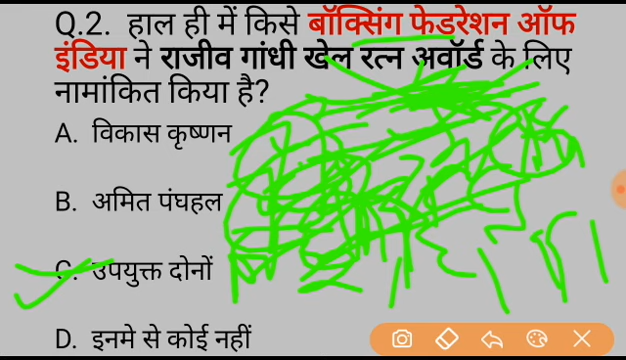 Q.2. हाल ही में किसे बॉक्सिंग फेडरेशन ऑफ
इंडिया ने राजीव गांधी खेल रत्न अवॉर्ड के लिए
नामांकित किया है?
A. विकास कृष्णन
B. अमित पंघहल
C. उपयुक्त दोनों
D. इनमे से कोई नहीं